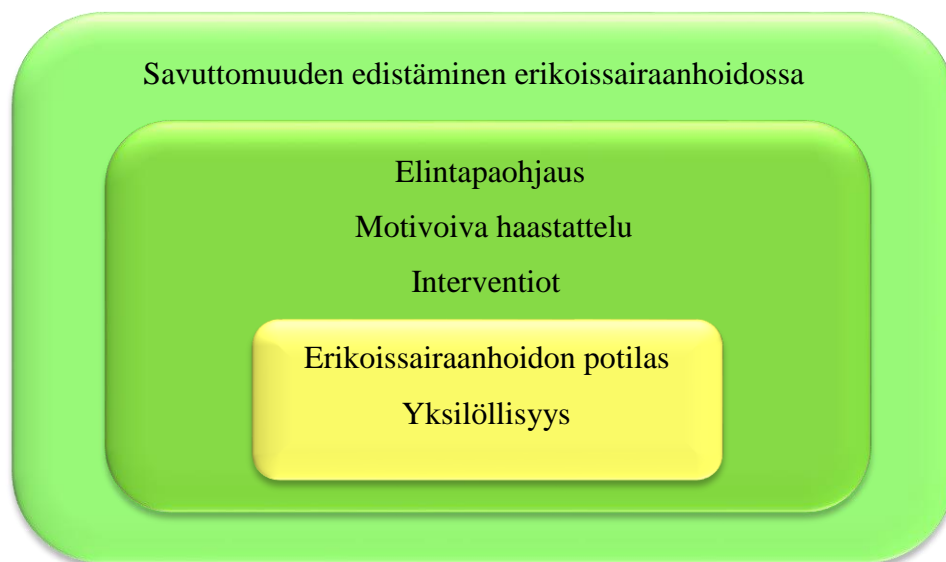 Savuttomuuden edistäminen erikoissairaanhoidossa
Elintapaohjaus
Motivoiva haastattelu
Interventiot
Erikoissairaanhoidon potilas
Yksilöllisyys